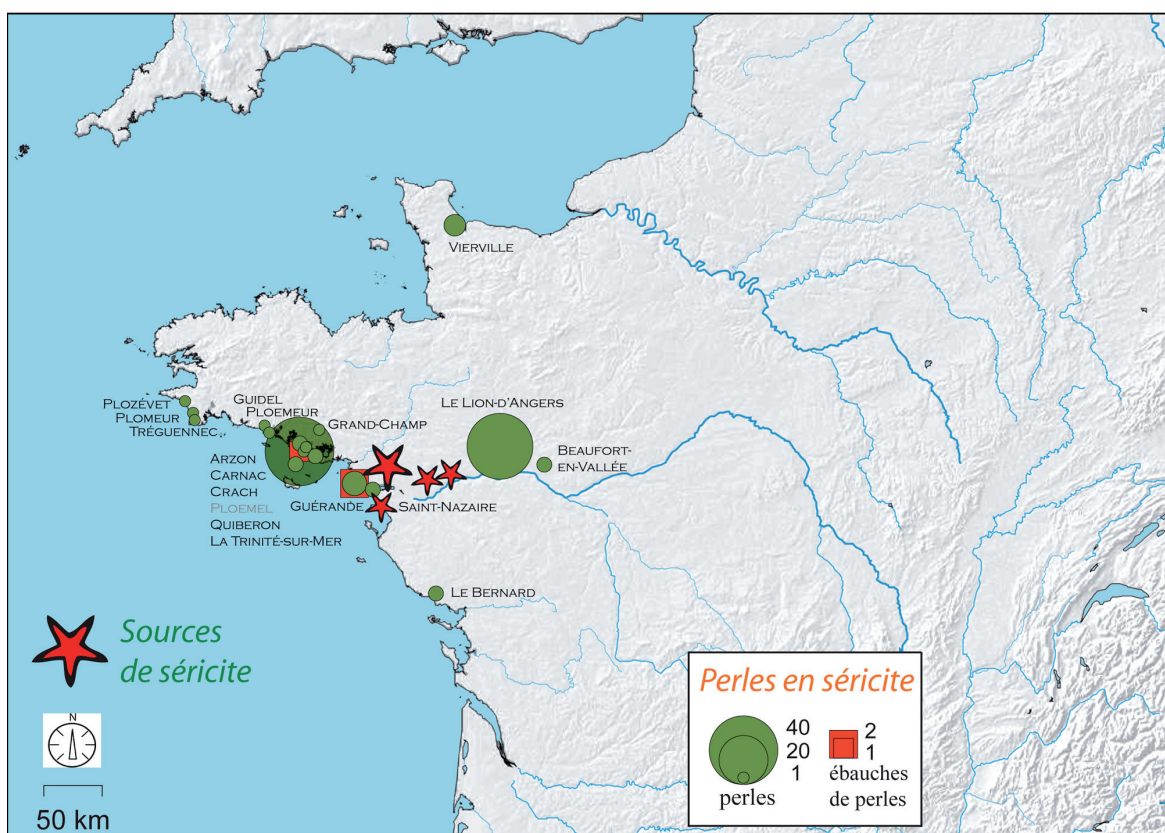 VIERVILLE
PLOZÉVET
PLOMEUR
TRÉGUENNEC
GUIDEL
PLOEMEUR
GRAND-CHAMP
LE LION-D'ANGERS
BEAUFORT-
EN-VALLÉE
ARZON
CARNAC
CRACH
PLOEMEL
QUIBERON
LA TRINITÉ-SUR-MER
GUÉRANDE
SAINT-NAZAIRE
LE BERNARD
Sources
de séricite
N
50 km
Perles en séricite
40
20
1
perles
2
1
ébauches
de perles